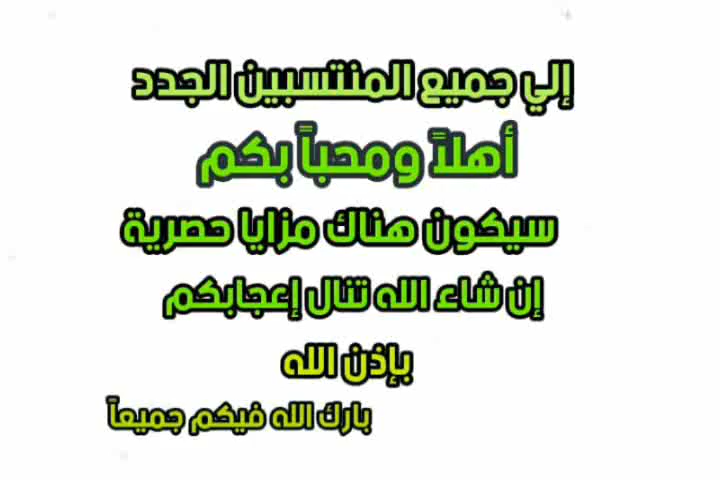 إلي جميع المنتسبين الجدد
أهلاً ومحباً بكم
سيكون هناك مزايا حصرية
إن شاء الله تنال إعجابكم
بإذن الله
بارك الله فيكم جميعاً